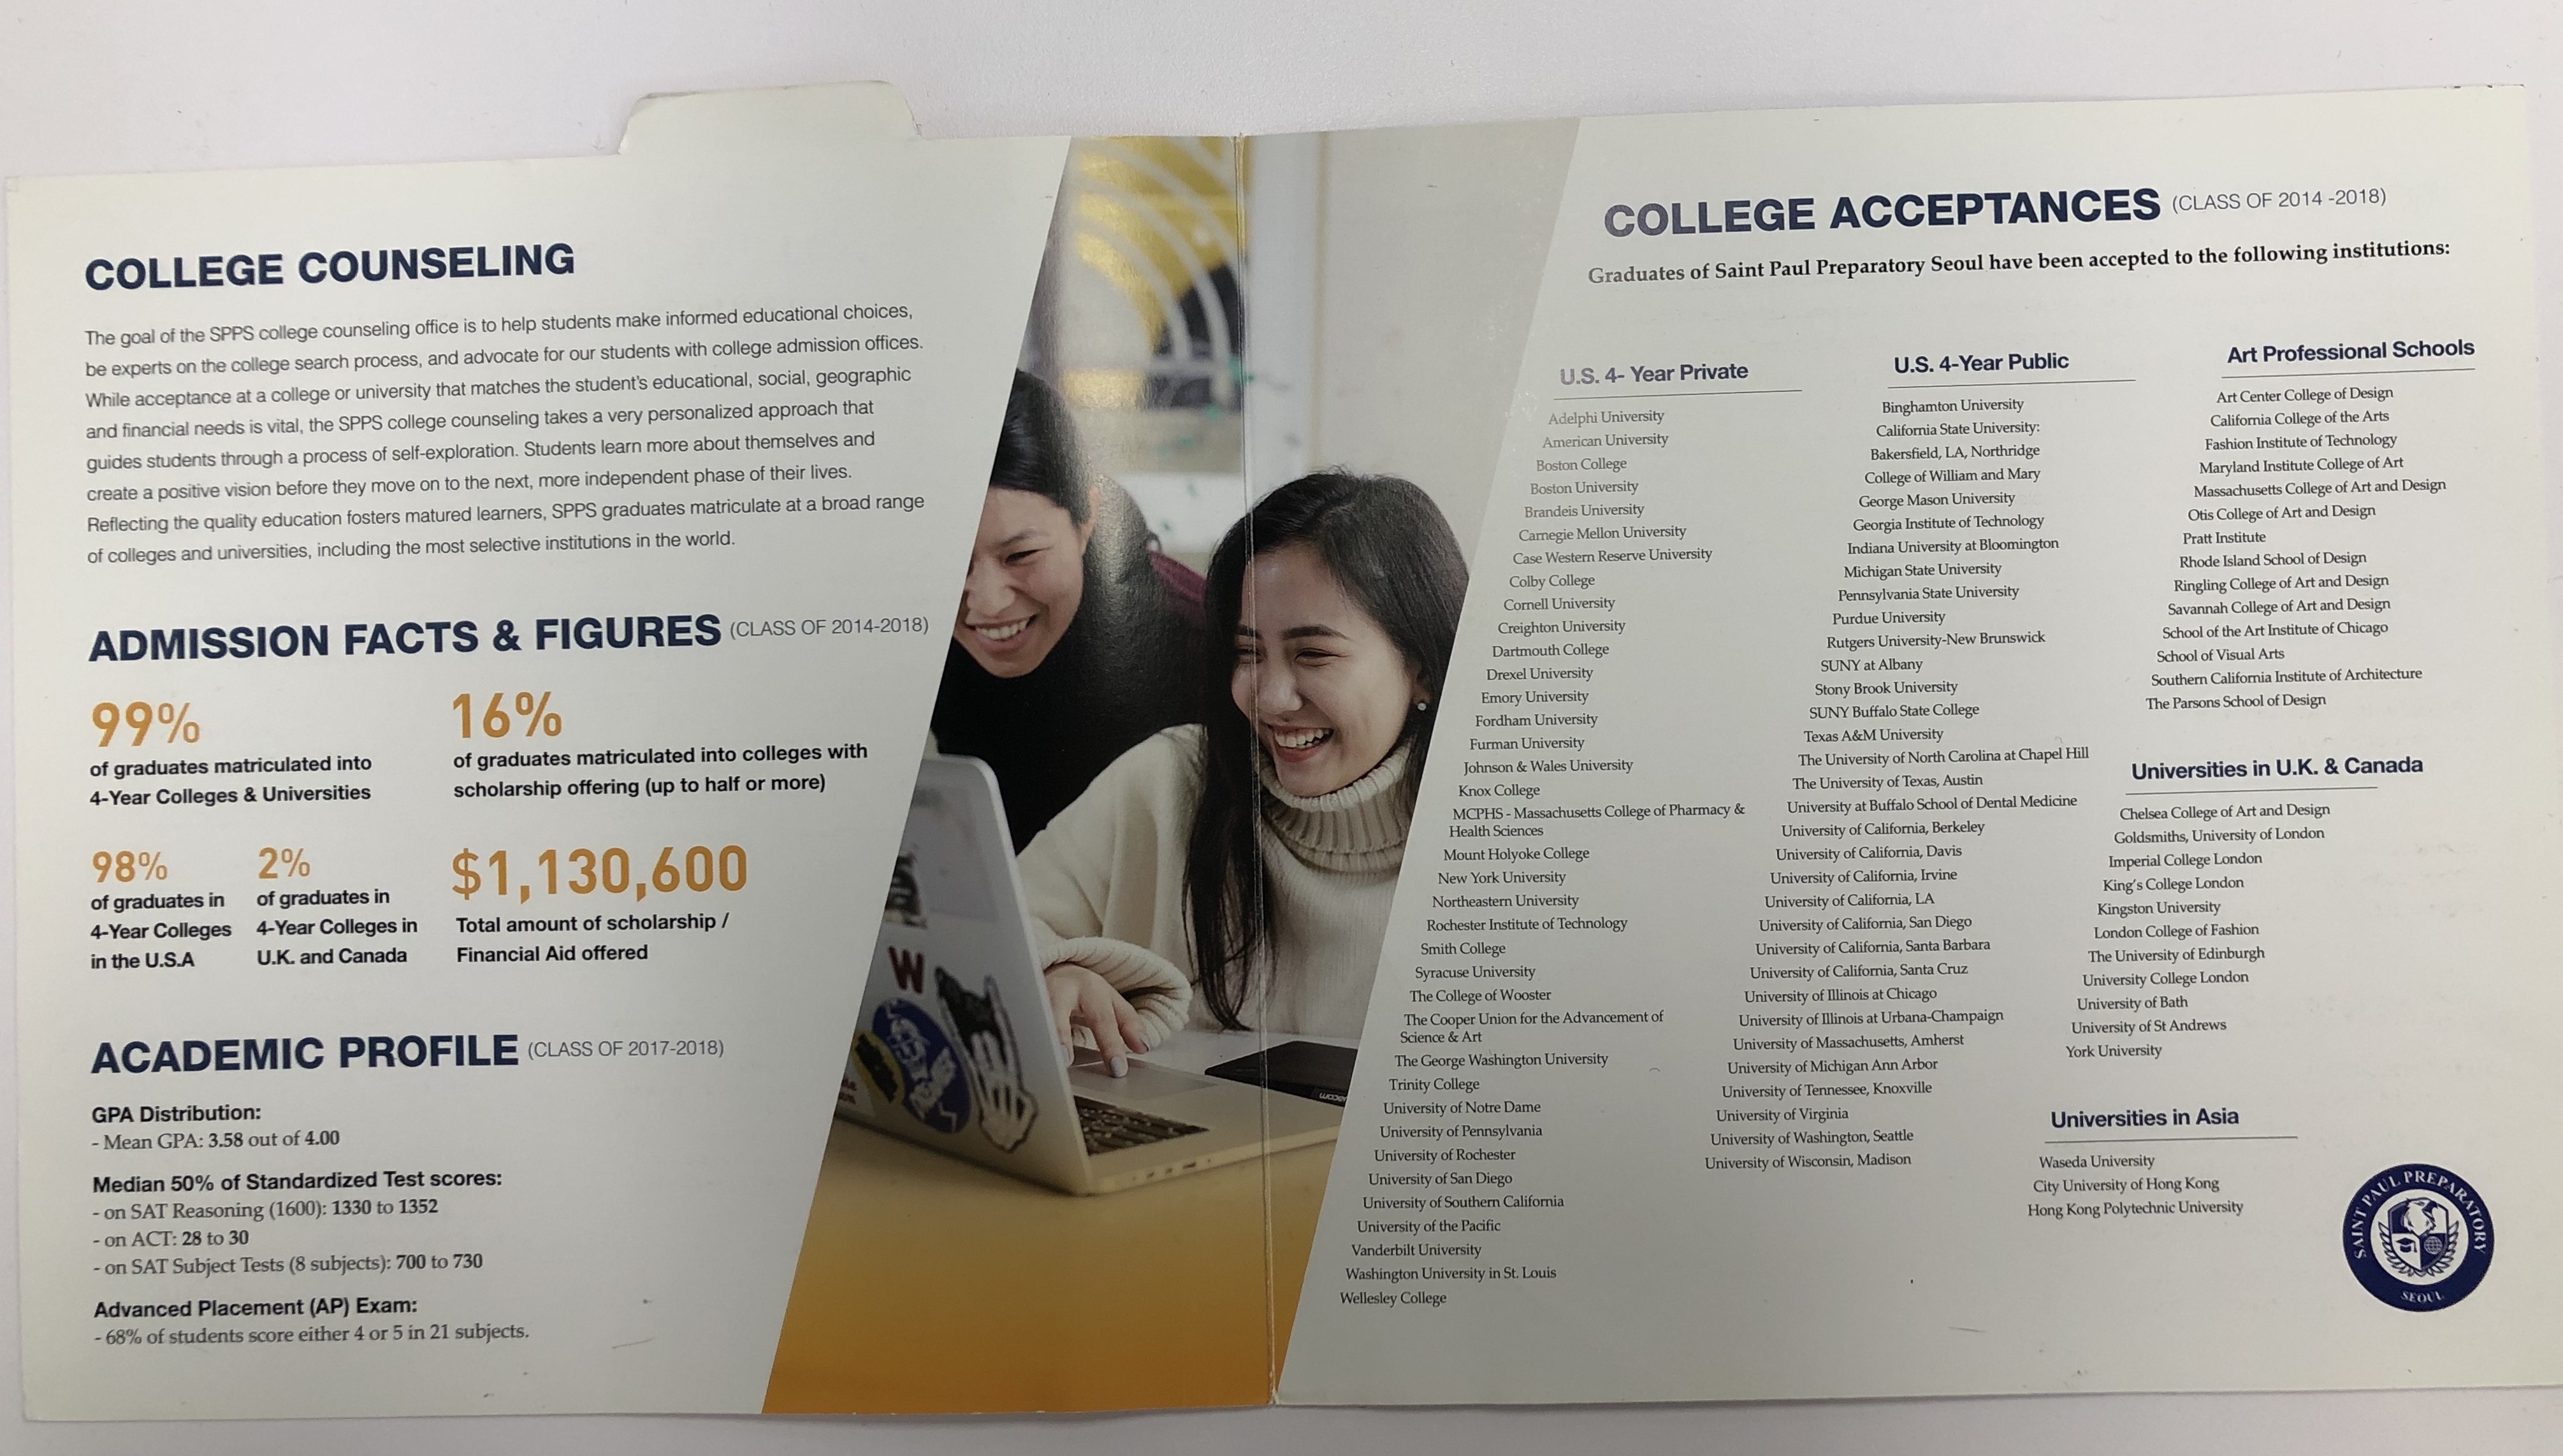 COLLEGE COUNSELING
The goal of the SPPS college counseling office is to help students make informed educational choices,
be experts on the college search process, and advocate for our students with college admission offices.
While acceptance at a college or university that matches the student's educational, social, geographic
and financial needs is vital, the SPPS college counseling takes a very personalized approach that
guides students through a process of self-exploration. Students learn more about themselves and
create a positive vision before they move on to the next, more independent phase of their lives.
Reflecting the quality education fosters matured learners, SPPS graduates matriculate at a broad range
of colleges and universities, including the most selective institutions in the world.
ADMISSION FACTS & FIGURES (CLASS OF 2014-2018)
99%
of graduates matriculated into
4-Year Colleges & Universities
16%
of graduates matriculated into colleges with
scholarship offering (up to half or more)
98%
of graduates in
4-Year Colleges
in the U.S.A
2%
of graduates in
4-Year Colleges in
U.K. and Canada
$1,130,600
Total amount of scholarship /
Financial Aid offered
ACADEMIC PROFILE (CLASS OF 2017-2018)
GPA Distribution:
- Mean GPA: 3.58 out of 4.00
Median 50% of Standardized Test scores:
- on SAT Reasoning (1600): 1330 to 1352
- on ACT: 28 to 30
- on SAT Subject Tests (8 subjects): 700 to 730
Advanced Placement (AP) Exam:
- 68% of students score either 4 or 5 in 21 subjects.
W
COLLEGE ACCEPTANCES (CLASS OF 2014 -2018)
Graduates of Saint Paul Preparatory Seoul have been accepted to the following institutions:
U.S. 4- Year Private
Adelphi University
American University
Boston College
Boston University
Brandeis University
Carnegie Mellon University
Case Western Reserve University
Colby College
Cornell University
Creighton University
Dartmouth College
Drexel University
Emory University
Fordham University
Furman University
Johnson & Wales University
Knox College
MCPHS - Massachusetts College of Pharmacy &
Health Sciences
Mount Holyoke College
New York University
Northeastern University
Rochester Institute of Technology
Smith College
Syracuse University
The College of Wooster
The Cooper Union for the Advancement of
Science & Art
The George Washington University
Trinity College
University of Notre Dame
University of Pennsylvania
University of Rochester
University of San Diego
University of Southern California
University of the Pacific
Vanderbilt University
Washington University in St. Louis
Wellesley College
U.S. 4-Year Public
Binghamton University
California State University:
Bakersfield, LA, Northridge
College of William and Mary
George Mason University
Georgia Institute of Technology
Indiana University at Bloomington
Michigan State University
Pennsylvania State University
Purdue University
Rutgers University-New Brunswick
SUNY at Albany
Stony Brook University
SUNY Buffalo State College
Texas A&M University
The University of North Carolina at Chapel Hill
The University of Texas, Austin
University at Buffalo School of Dental Medicine
University of California, Berkeley
University of California, Davis
University of California, Irvine
University of California, LA
University of California, San Diego
University of California, Santa Barbara
University of California, Santa Cruz
University of Illinois at Chicago
University of Illinois at Urbana-Champaign
University of Massachusetts, Amherst
University of Michigan Ann Arbor
University of Tennessee, Knoxville
University of Virginia
University of Washington, Seattle
University of Wisconsin, Madison
Art Professional Schools
Art Center College of Design
California College of the Arts
Fashion Institute of Technology
Maryland Institute College of Art
Massachusetts College of Art and Design
Otis College of Art and Design
Pratt Institute
Rhode Island School of Design
Ringling College of Art and Design
Savannah College of Art and Design
School of the Art Institute of Chicago
School of Visual Arts
Southern California Institute of Architecture
The Parsons School of Design
Universities in U.K. & Canada
Chelsea College of Art and Design
Goldsmiths, University of London
Imperial College London
King's College London
Kingston University
London College of Fashion
The University of Edinburgh
University College London
University of Bath
University of St Andrews
York University
Universities in Asia
Waseda University
City University of Hong Kong
Hong Kong Polytechnic University
SAINT PAUL PREPARATORY
SEOUL